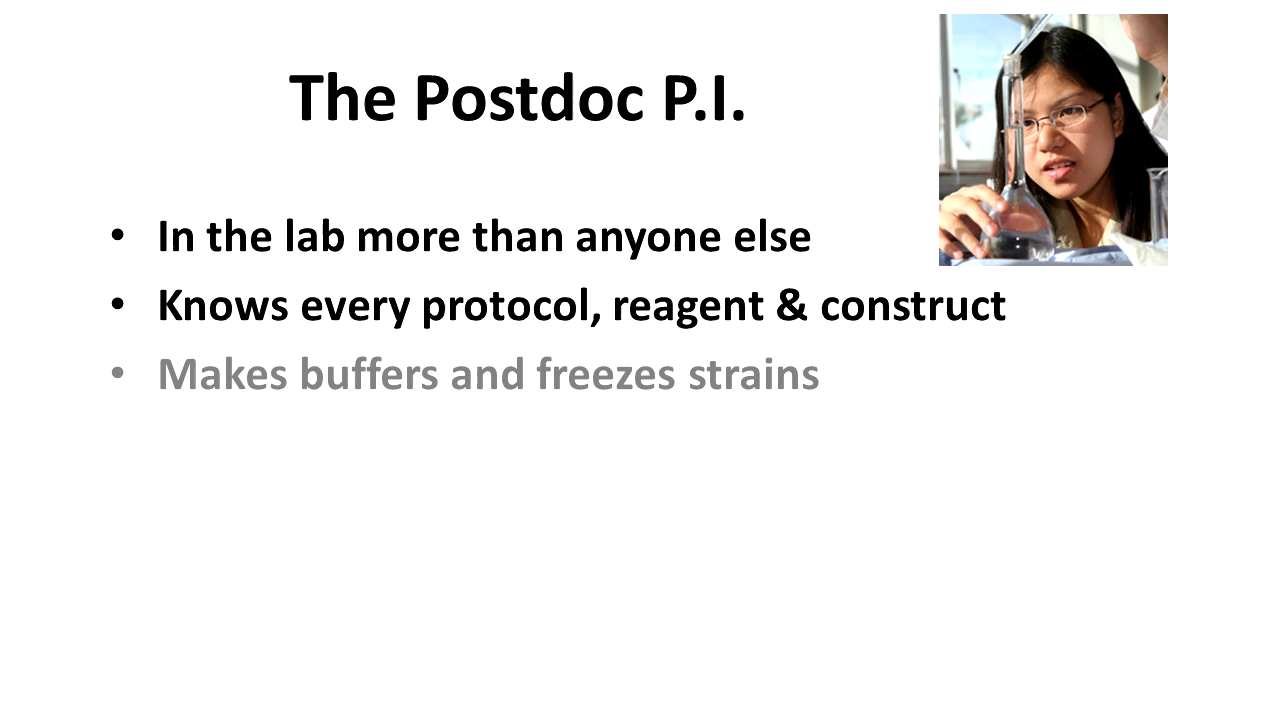 The Postdoc P.I.
• In the lab more than anyone else
• Knows every protocol, reagent & construct
• Makes buffers and freezes strains